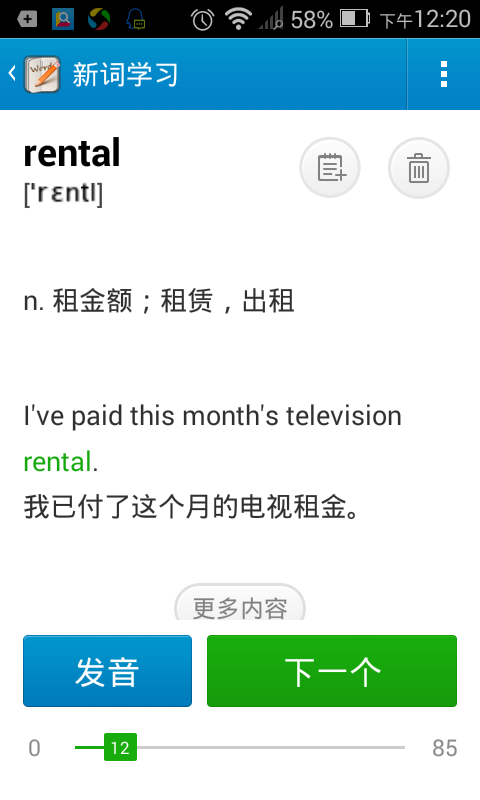 58% 下午12:20
Words 新词学习
rental
['rɛntl]
n. 租金额；租赁，出租
I've paid this month's television
rental.
我已付了这个月的电视租金。
更多内容
发音 下一个
0 12 85